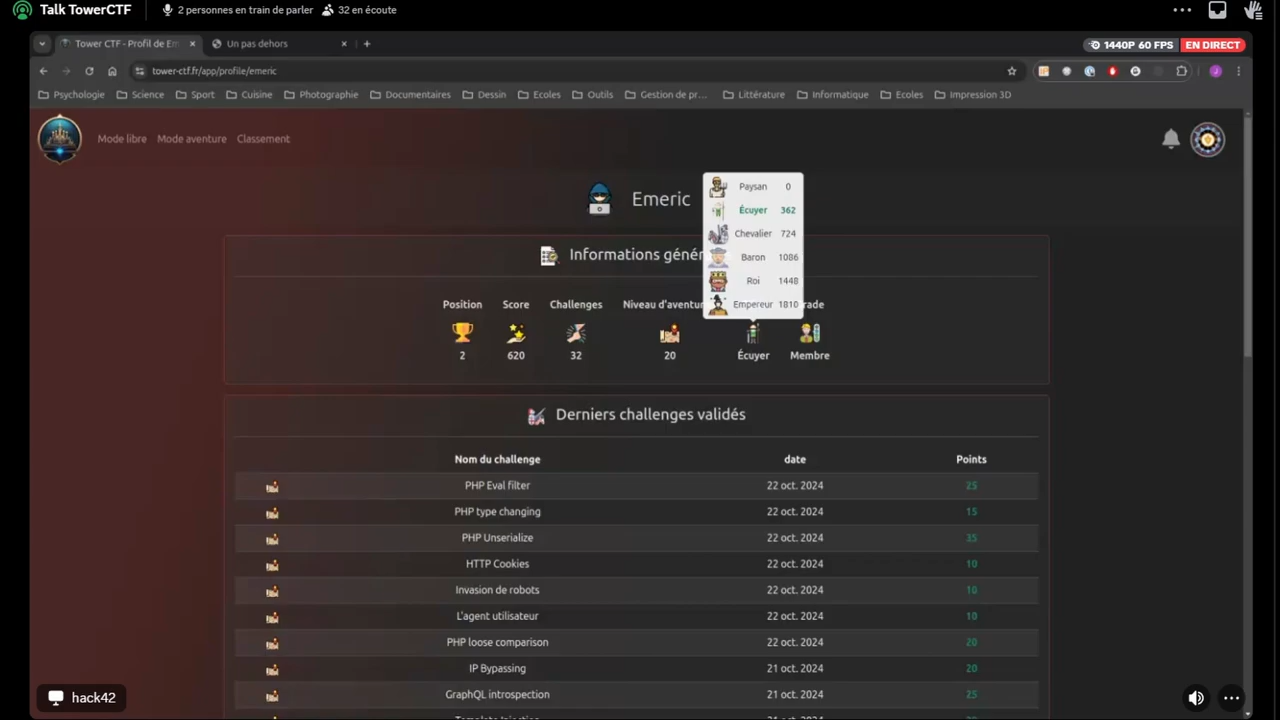 Talk TowerCTF 2 personnes en train de parler 32 en écoute
Tower CTF - Profil de Em Un pas dehors
1440P 60 FPS EN DIRECT
tower-ctf.fr/app/profile/emeric
Psychologie Science Sport Cuisine Photographie Documentaires Dessin Ecoles Outils Gestion de pr... Littérature Informatique Ecoles Impression 3D
Mode libre Mode aventure Classement
Emeric
Paysan 0
Écuyer 362
Chevalier 724
Baron 1086
Roi 1448
Empereur 1810
Informations génér
Position Score Challenges Niveau d'aventur rade
2 620 32 20 Écuyer Membre
Derniers challenges validés
Nom du challenge date Points
PHP Eval filter 22 oct. 2024 25
PHP type changing 22 oct. 2024 15
PHP Unserialize 22 oct. 2024 35
HTTP Cookies 22 oct. 2024 10
Invasion de robots 22 oct. 2024 10
L'agent utilisateur 22 oct. 2024 10
PHP loose comparison 22 oct. 2024 20
IP Bypassing 21 oct. 2024 20
GraphQL introspection 21 oct. 2024 25
hack42